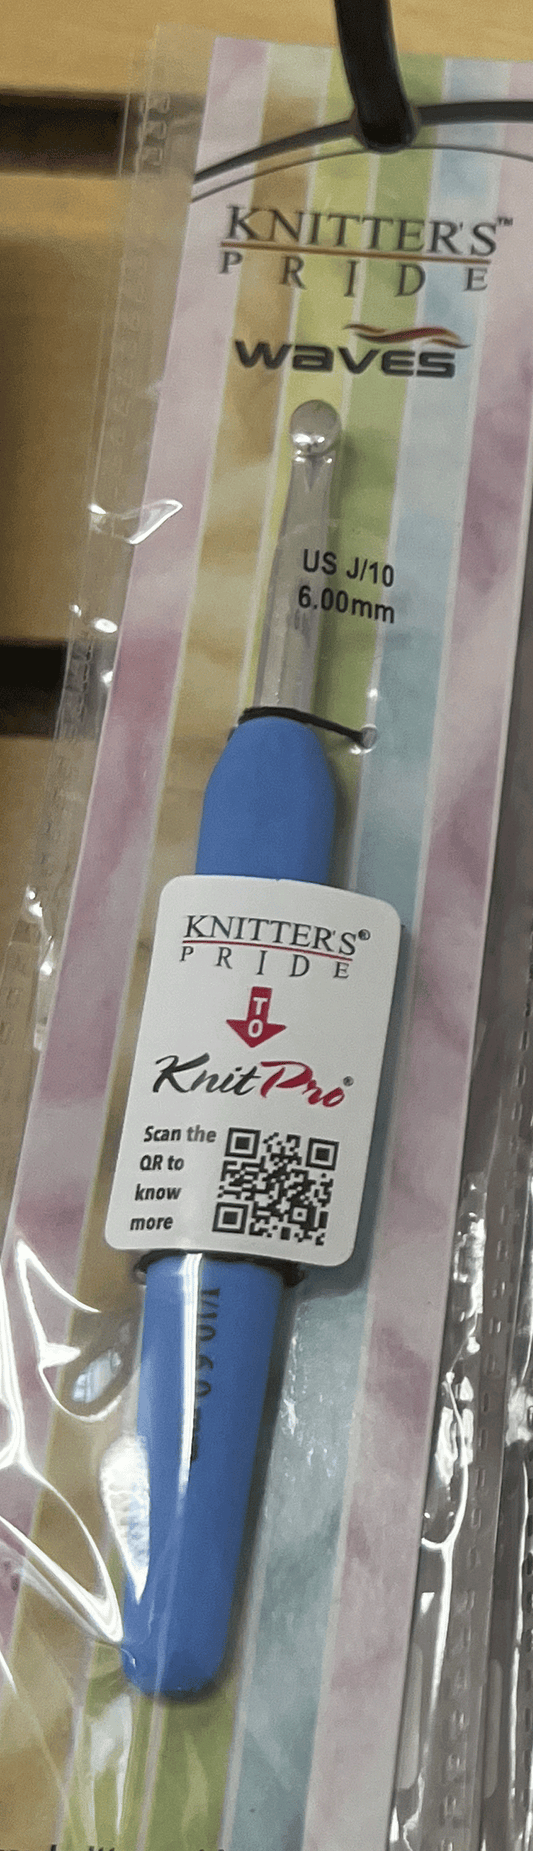 KNITTER'S™
PRIDE
waves
US J/10
6.00mm
KNITTER'S®
PRIDE
TO
KnitPro®
Scan the
QR to
know
more